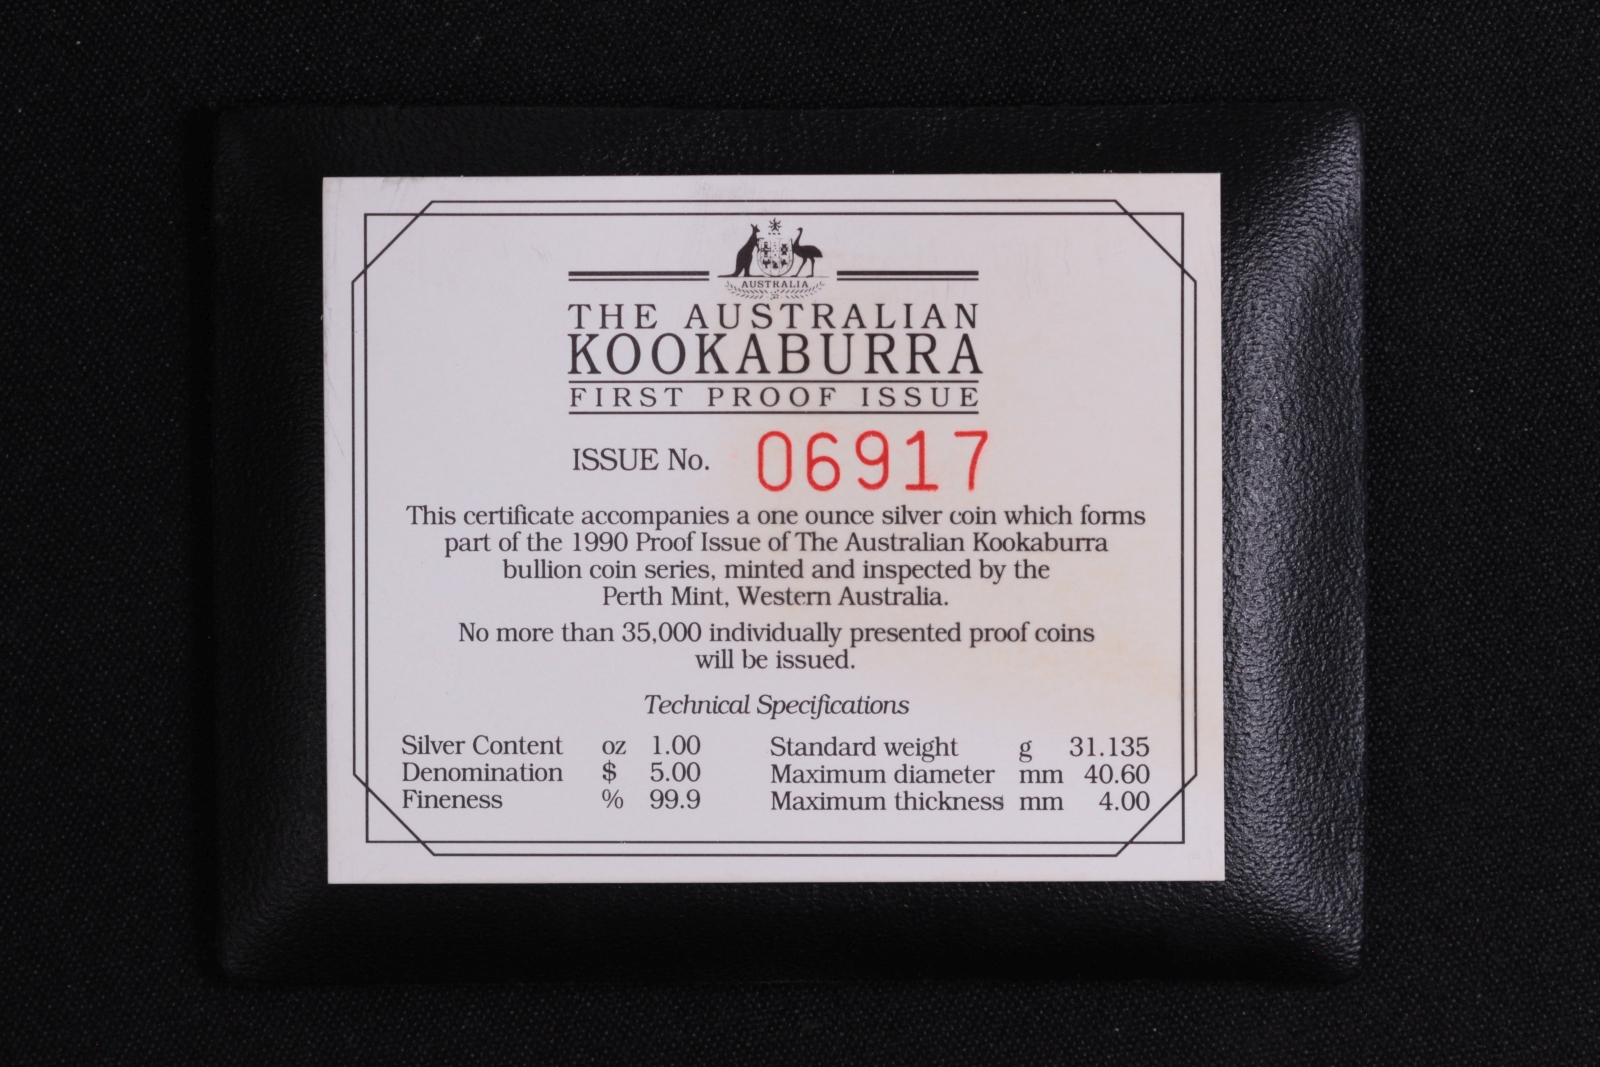 AUSTRALIA
THE AUSTRALIAN
KOOKABURRA
FIRST PROOF ISSUE
ISSUE No. 06917
This certificate accompanies a one ounce silver coin which forms
part of the 1990 Proof Issue of The Australian Kookaburra
bullion coin series, minted and inspected by the
Perth Mint, Western Australia.
No more than 35,000 individually presented proof coins
will be issued.
Technical Specifications
Silver Content oz 1.00 Standard weight g 31.135
Denomination $ 5.00 Maximum diameter mm 40.60
Fineness % 99.9 Maximum thickness mm 4.00